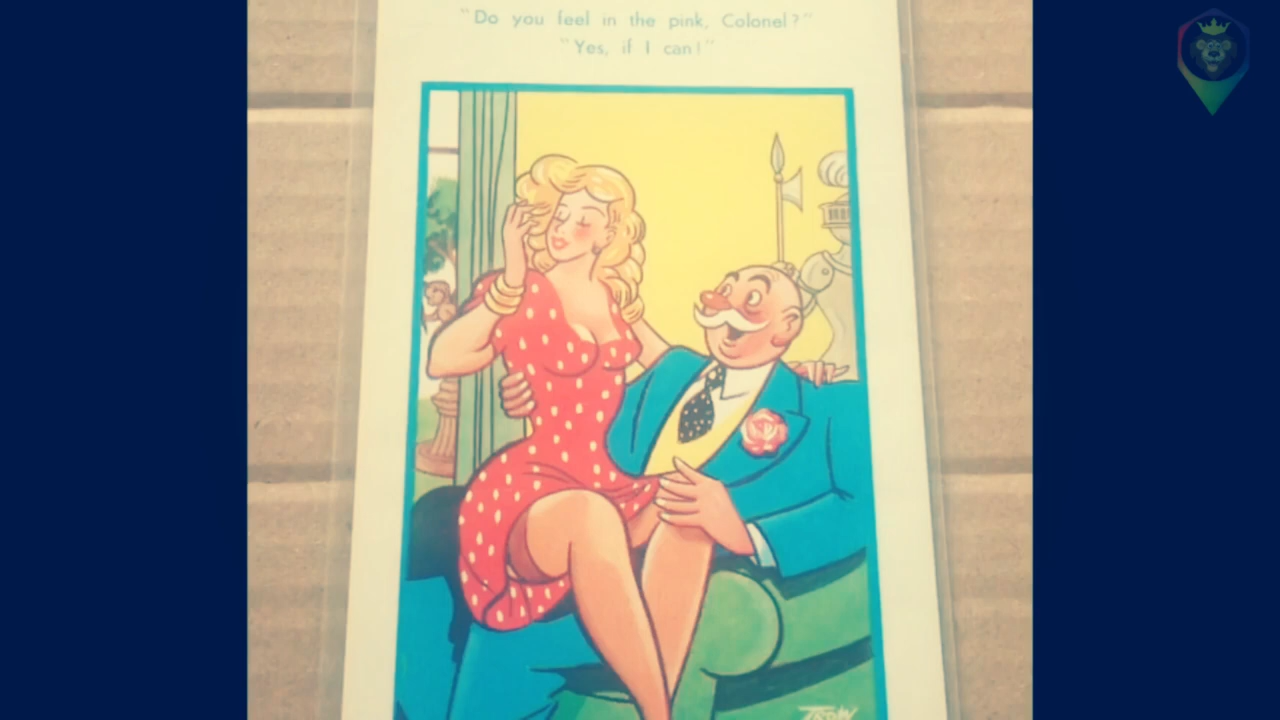 "Do you feel in the pink, Colonel?"
"Yes, if I can!"